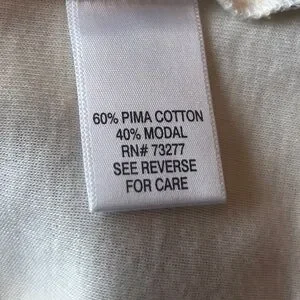 60% PIMA COTTON
40% MODAL
RN# 73277
SEE REVERSE
FOR CARE